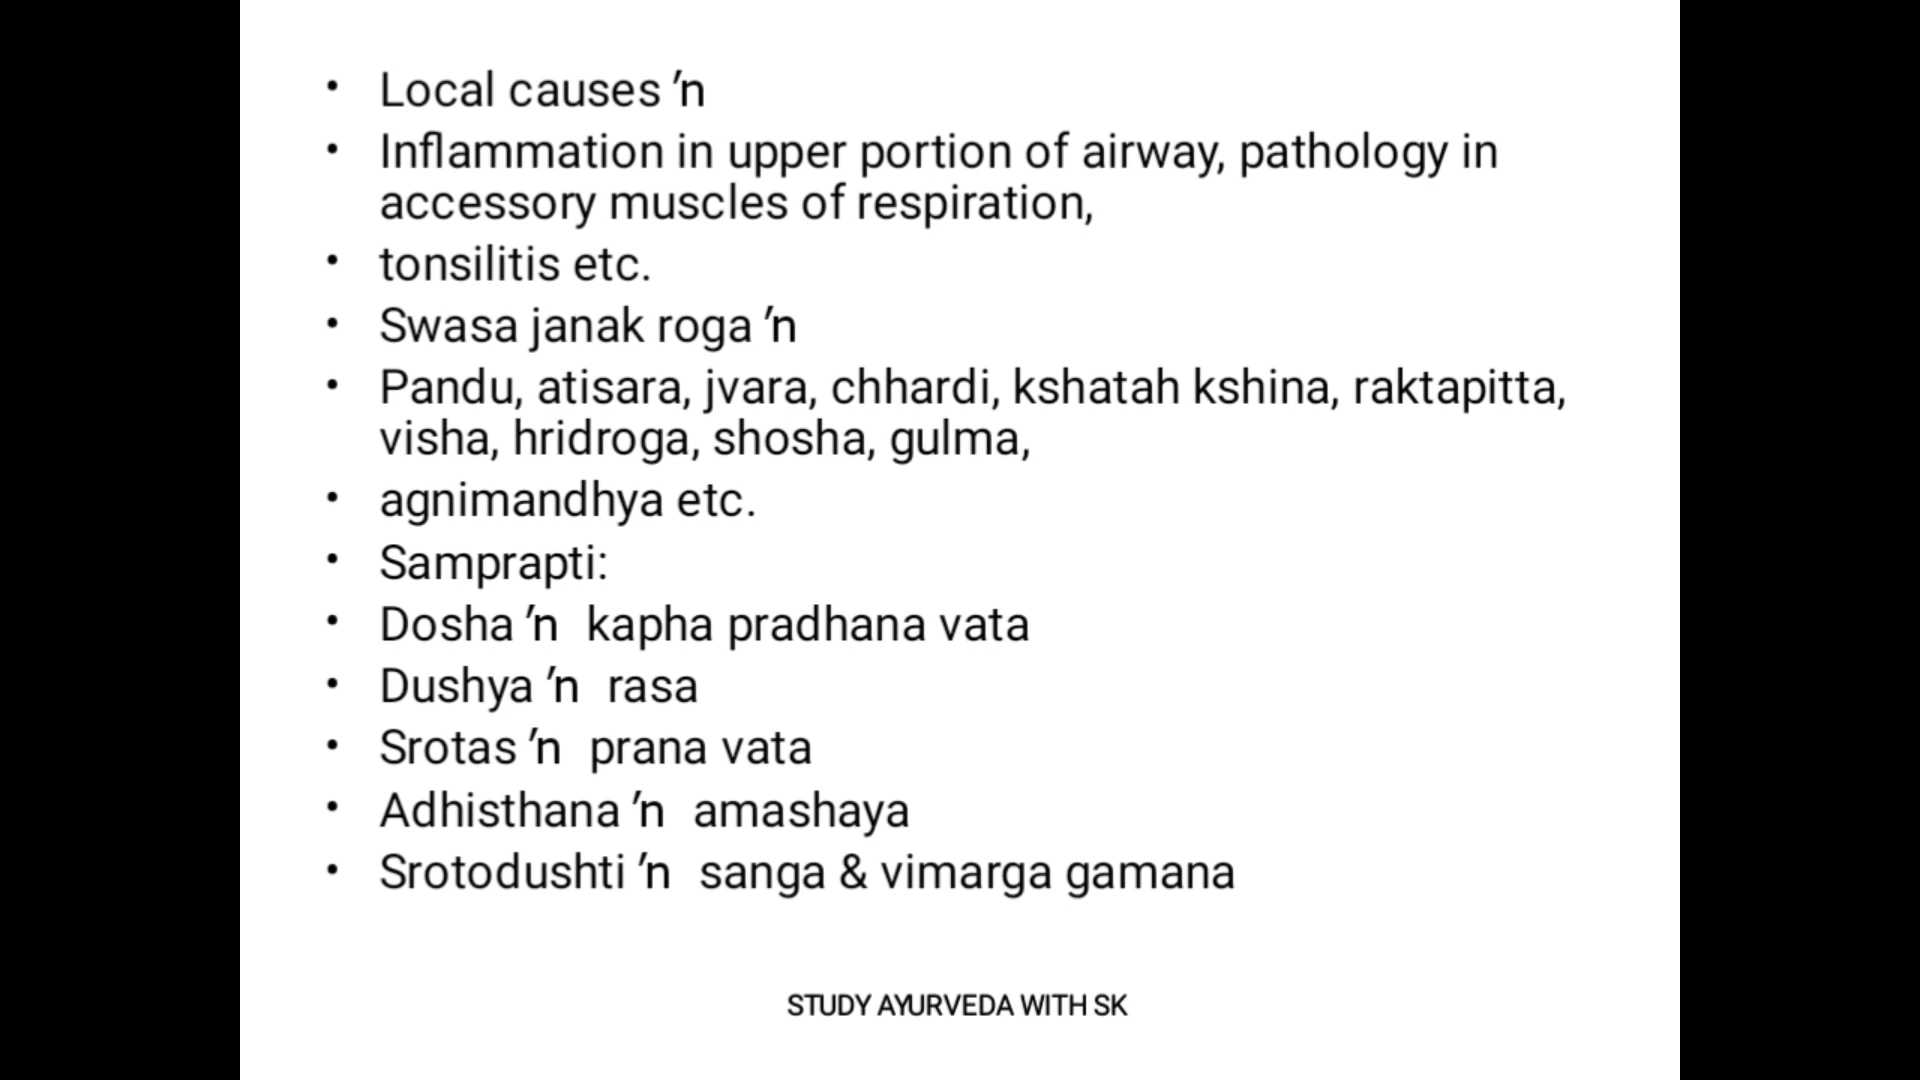 • Local causes ’n
• Inflammation in upper portion of airway, pathology in
accessory muscles of respiration,
• tonsilitis etc.
• Swasa janak roga ’n
• Pandu, atisara, jvara, chhardi, kshatah kshina, raktapitta,
visha, hridroga, shosha, gulma,
• agnimandhya etc.
• Samprapti:
• Dosha ’n kapha pradhana vata
• Dushya ’n rasa
• Srotas ’n prana vata
• Adhisthana ’n amashaya
• Srotodushti ’n sanga & vimarga gamana
STUDY AYURVEDA WITH SK